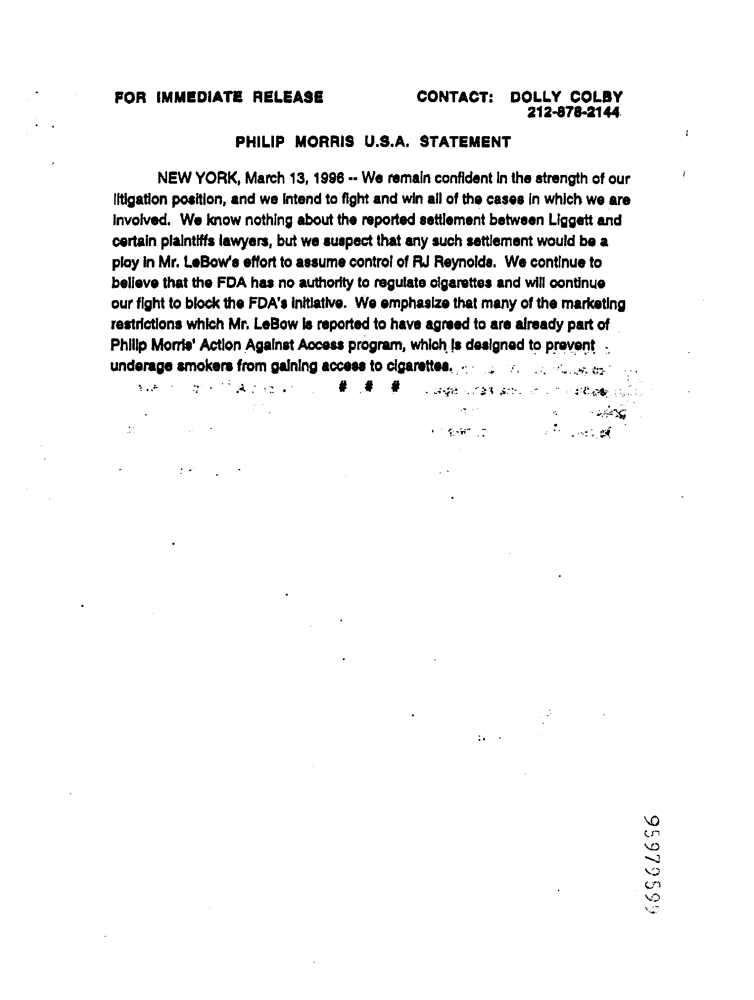 FOR IMMEDIATE RELEASE CONTACT: DOLLY COLBY
212-878-2144
PHILIP MORRIS U.S.A. STATEMENT
NEW YORK, March 13, 1996 -- We remain confident in the strength of our
litigation position, and we intend to fight and win all of the cases in which we are
involved. We know nothing about the reported settlement between Liggett and
certain plaintiffs lawyers, but we suspect that any such settlement would be a
ploy in Mr. LeBow's effort to assume control of RJ Reynolds. We continue to
believe that the FDA has no authority to regulate cigarettes and will continue
our fight to block the FDA's initiative. We emphasize that many of the marketing
restrictions which Mr. LeBow is reported to have agreed to are already part of
Philip Morris' Action Against Access program, which is designed to prevent
underage smokers from gaining access to cigarettes.
# # #
95979599